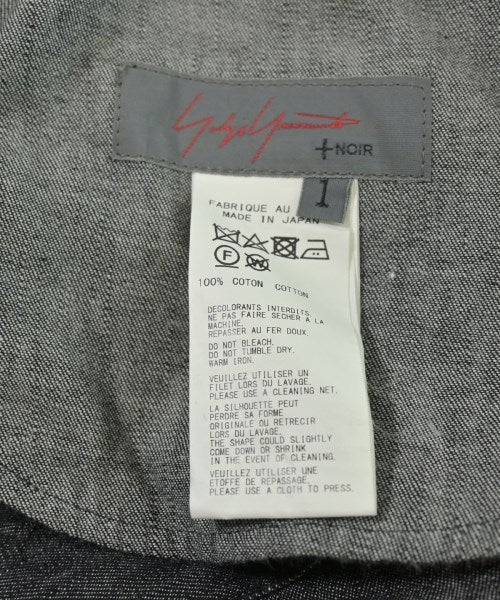 Yohji Yamamoto
+NOIR
1
FABRIQUE AU
MADE IN JAPAN
F
W
100% COTON COTTON
DECOLORANTS INTERDITS.
NE PAS FAIRE SECHER A LA
MACHINE.
REPASSER AU FER DOUX.
DO NOT BLEACH.
DO NOT TUMBLE DRY.
WARM IRON.
VEUILLEZ UTILISER UN
FILET LORS DU LAVAGE.
PLEASE USE A CLEANING NET.
LA SILHOUETTE PEUT
PERDRE SA FORME
ORIGINALE OU RETRECIR
LORS DU LAVAGE.
THE SHAPE COULD SLIGHTLY
COME DOWN OR SHRINK
IN THE EVENT OF CLEANING.
VEUILLEZ UTILISER UNE
ETOFFE DE REPASSAGE.
PLEASE USE A CLOTH TO PRESS.